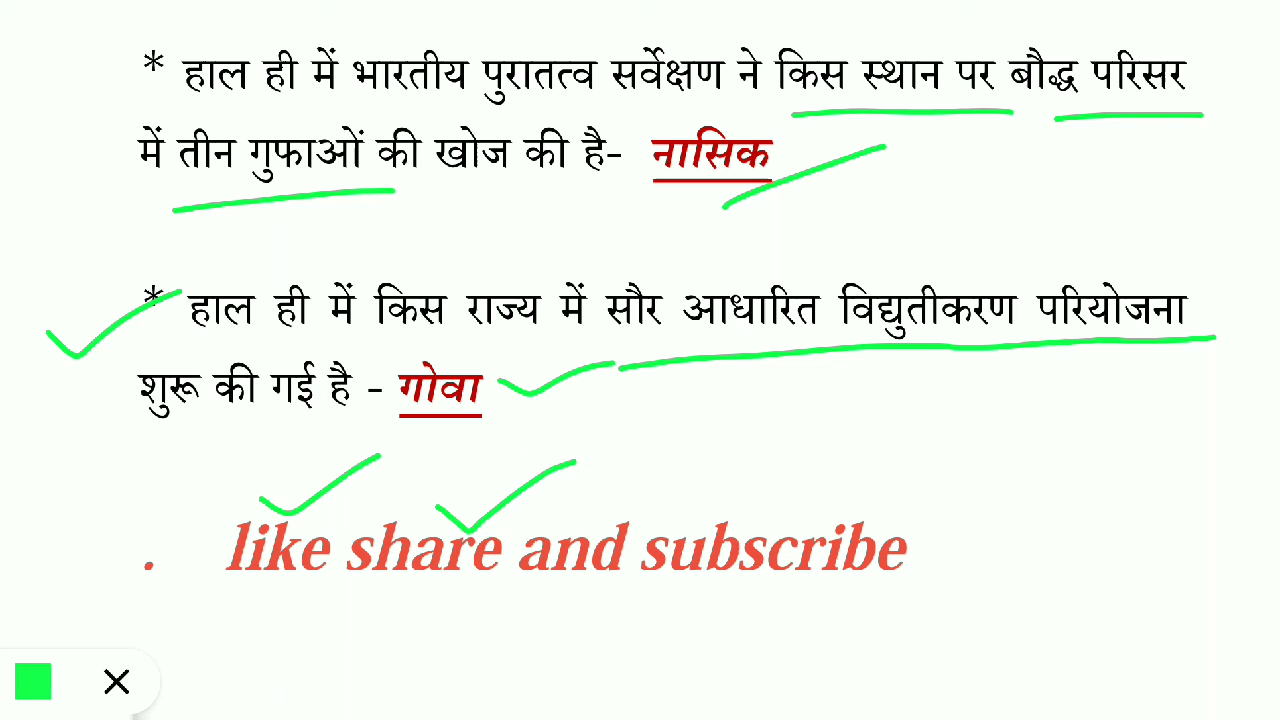 * हाल ही में भारतीय पुरातत्व सर्वेक्षण ने किस स्थान पर बौद्ध परिसर
में तीन गुफाओं की खोज की है- नासिक
* हाल ही में किस राज्य में सौर आधारित विद्युतीकरण परियोजना
शुरू की गई है - गोवा
. like share and subscribe